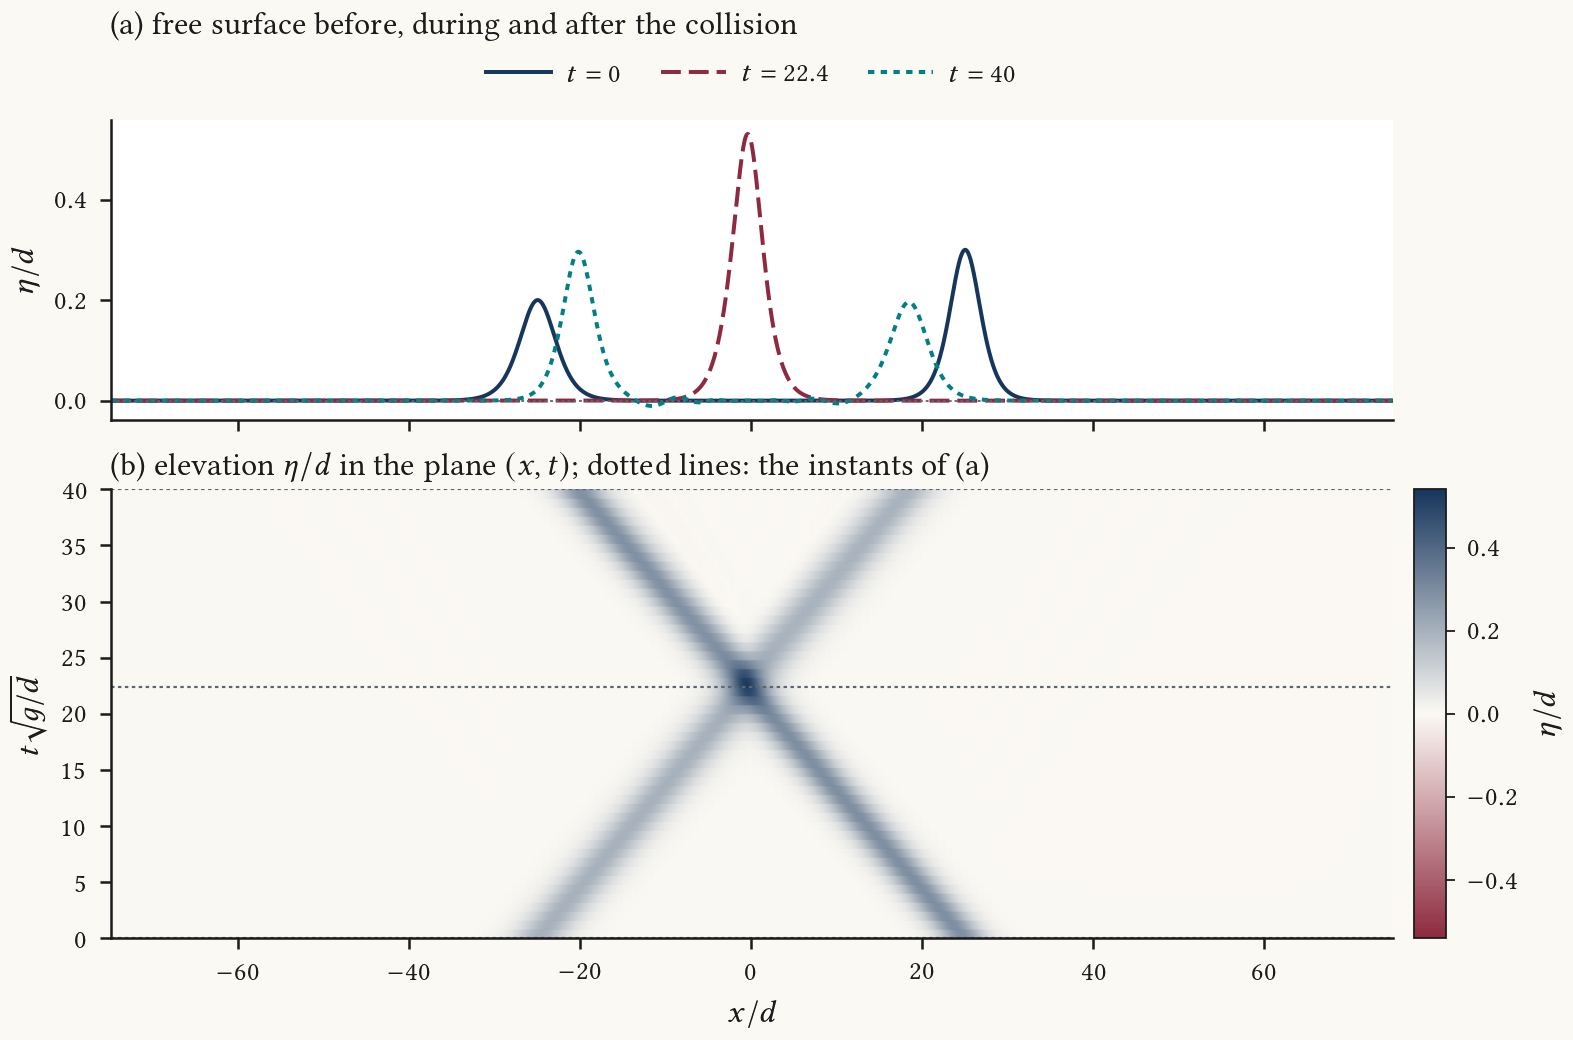 (a) free surface before, during and after the collision
t = 0
t = 22.4
t = 40
η/d
0.4
0.2
0.0
(b) elevation η/d in the plane (x, t); dotted lines: the instants of (a)
t√g/d
40
35
30
25
20
15
10
5
0
−60
−40
−20
0
20
40
60
x/d
0.4
0.2
0.0
−0.2
−0.4
η/d